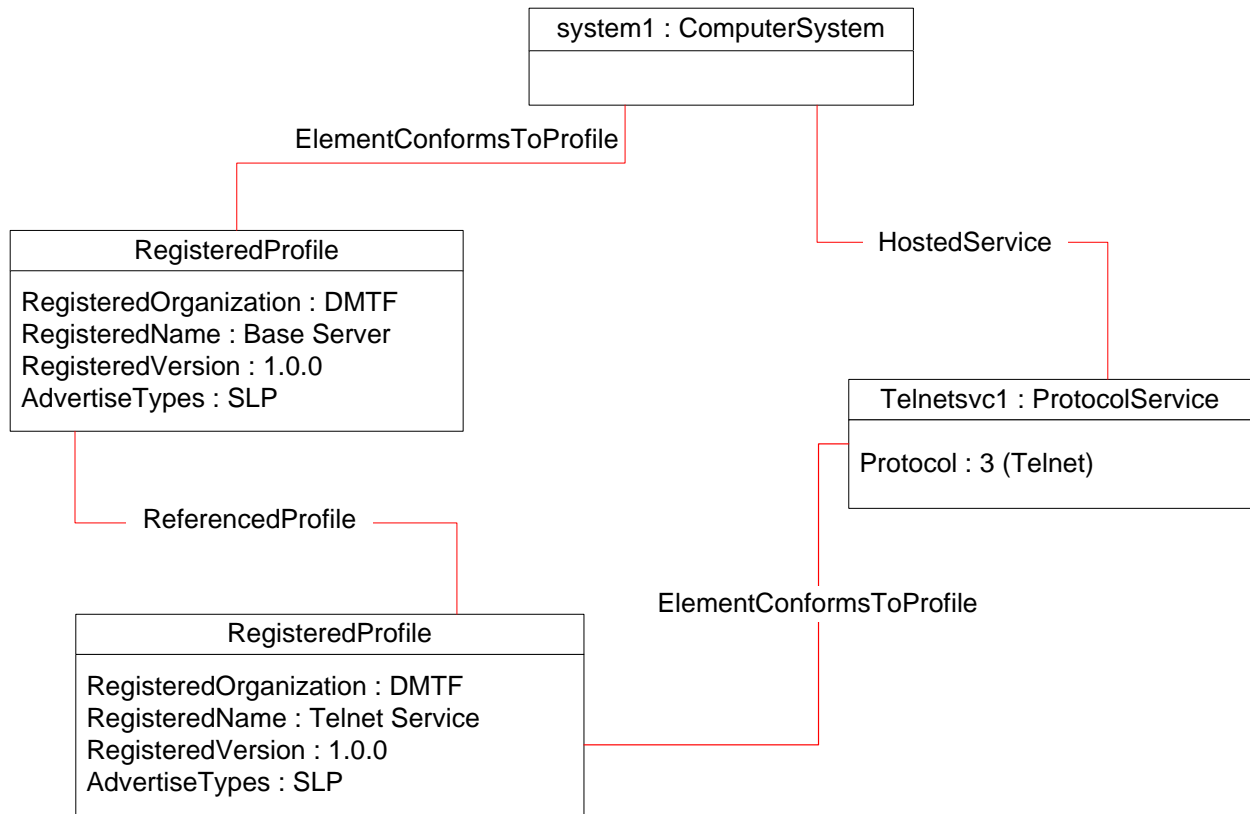 system1 : ComputerSystem
ElementConformsToProfile
RegisteredProfile
RegisteredOrganization : DMTF
RegisteredName : Base Server
RegisteredVersion : 1.0.0
AdvertiseTypes : SLP
HostedService
Telnetsvc1 : ProtocolService
Protocol : 3 (Telnet)
ReferencedProfile
ElementConformsToProfile
RegisteredProfile
RegisteredOrganization : DMTF
RegisteredName : Telnet Service
RegisteredVersion : 1.0.0
AdvertiseTypes : SLP